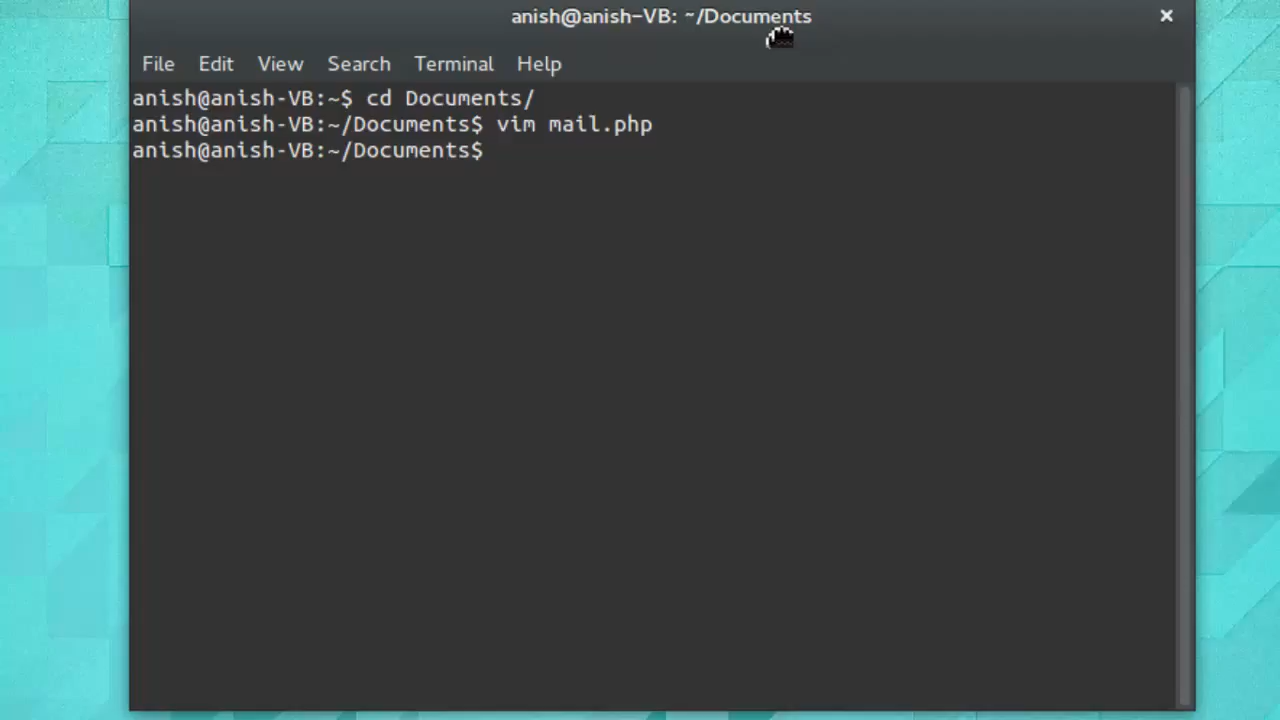 anish@anish-VB: ~/Documents ×
File Edit View Search Terminal Help
anish@anish-VB:~$ cd Documents/
anish@anish-VB:~/Documents$ vim mail.php
anish@anish-VB:~/Documents$